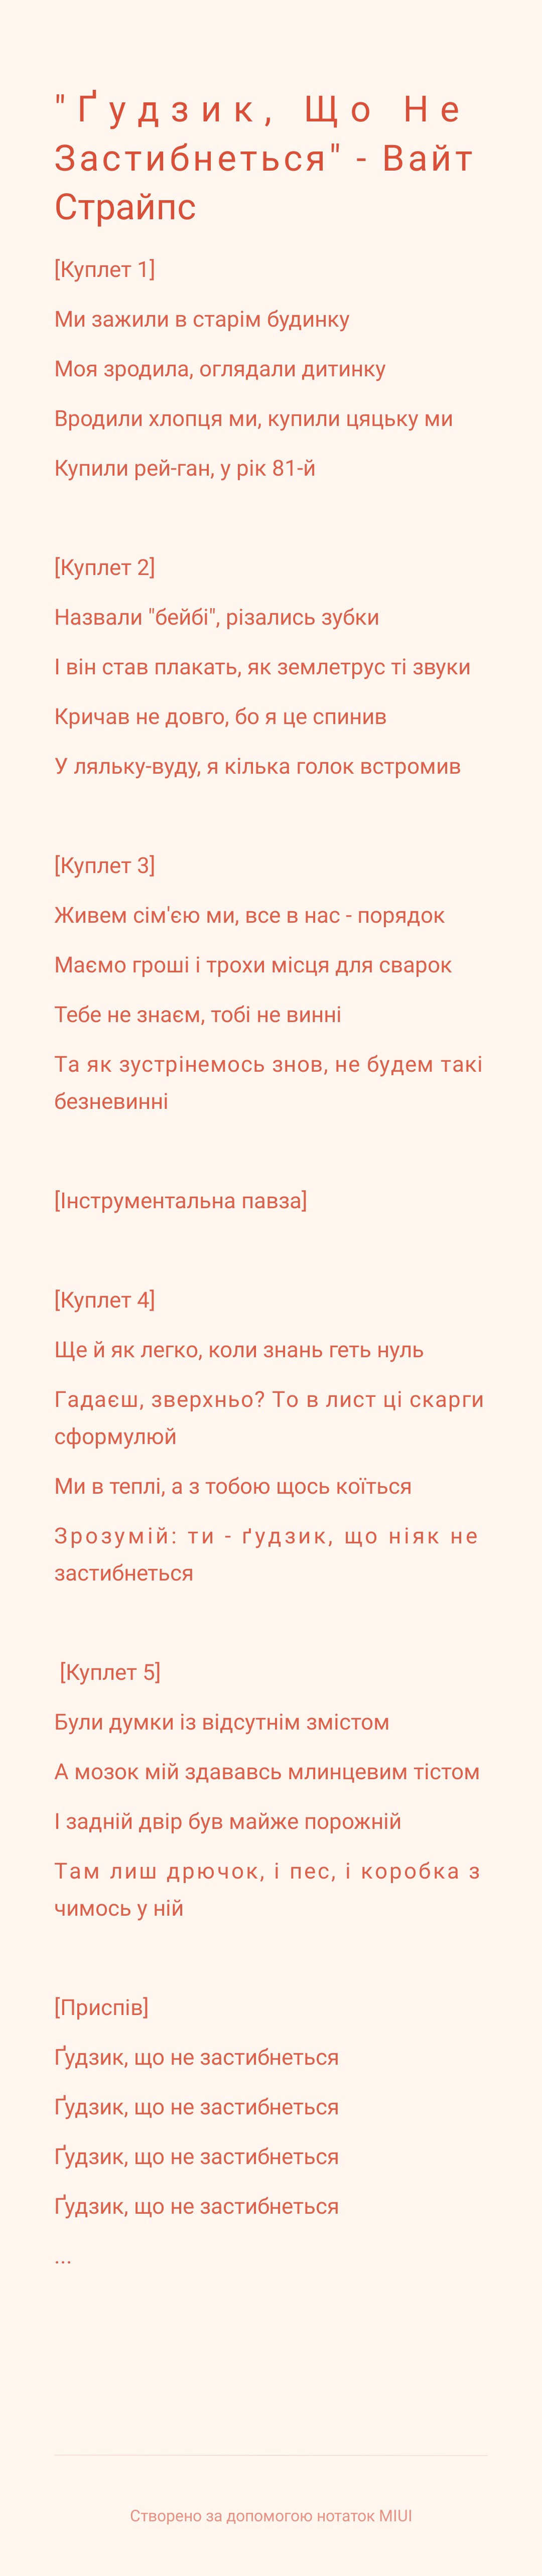 "Ґудзик, Що Не
Застибнеться" - Вайт
Страйпс
[Куплет 1]
Ми зажили в старім будинку
Моя зродила, оглядали дитинку
Вродили хлопця ми, купили цяцьку ми
Купили рей-ган, у рік 81-й
[Куплет 2]
Назвали "бейбі", різались зубки
І він став плакать, як землетрус ті звуки
Кричав не довго, бо я це спинив
У ляльку-вуду, я кілька голок встромив
[Куплет 3]
Живем сім'єю ми, все в нас - порядок
Маємо гроші і трохи місця для сварок
Тебе не знаєм, тобі не винні
Та як зустрінемось знов, не будем такі
безневинні
[Інструментальна павза]
[Куплет 4]
Ще й як легко, коли знань геть нуль
Гадаєш, зверхньо? То в лист ці скарги
сформулюй
Ми в теплі, а з тобою щось коїться
Зрозумій: ти - ґудзик, що ніяк не
застибнеться
[Куплет 5]
Були думки із відсутнім змістом
А мозок мій здававсь млинцевим тістом
І задній двір був майже порожній
Там лиш дрючок, і пес, і коробка з
чимось у ній
[Приспів]
Ґудзик, що не застибнеться
Ґудзик, що не застибнеться
Ґудзик, що не застибнеться
Ґудзик, що не застибнеться
...
Створено за допомогою нотаток MIUI